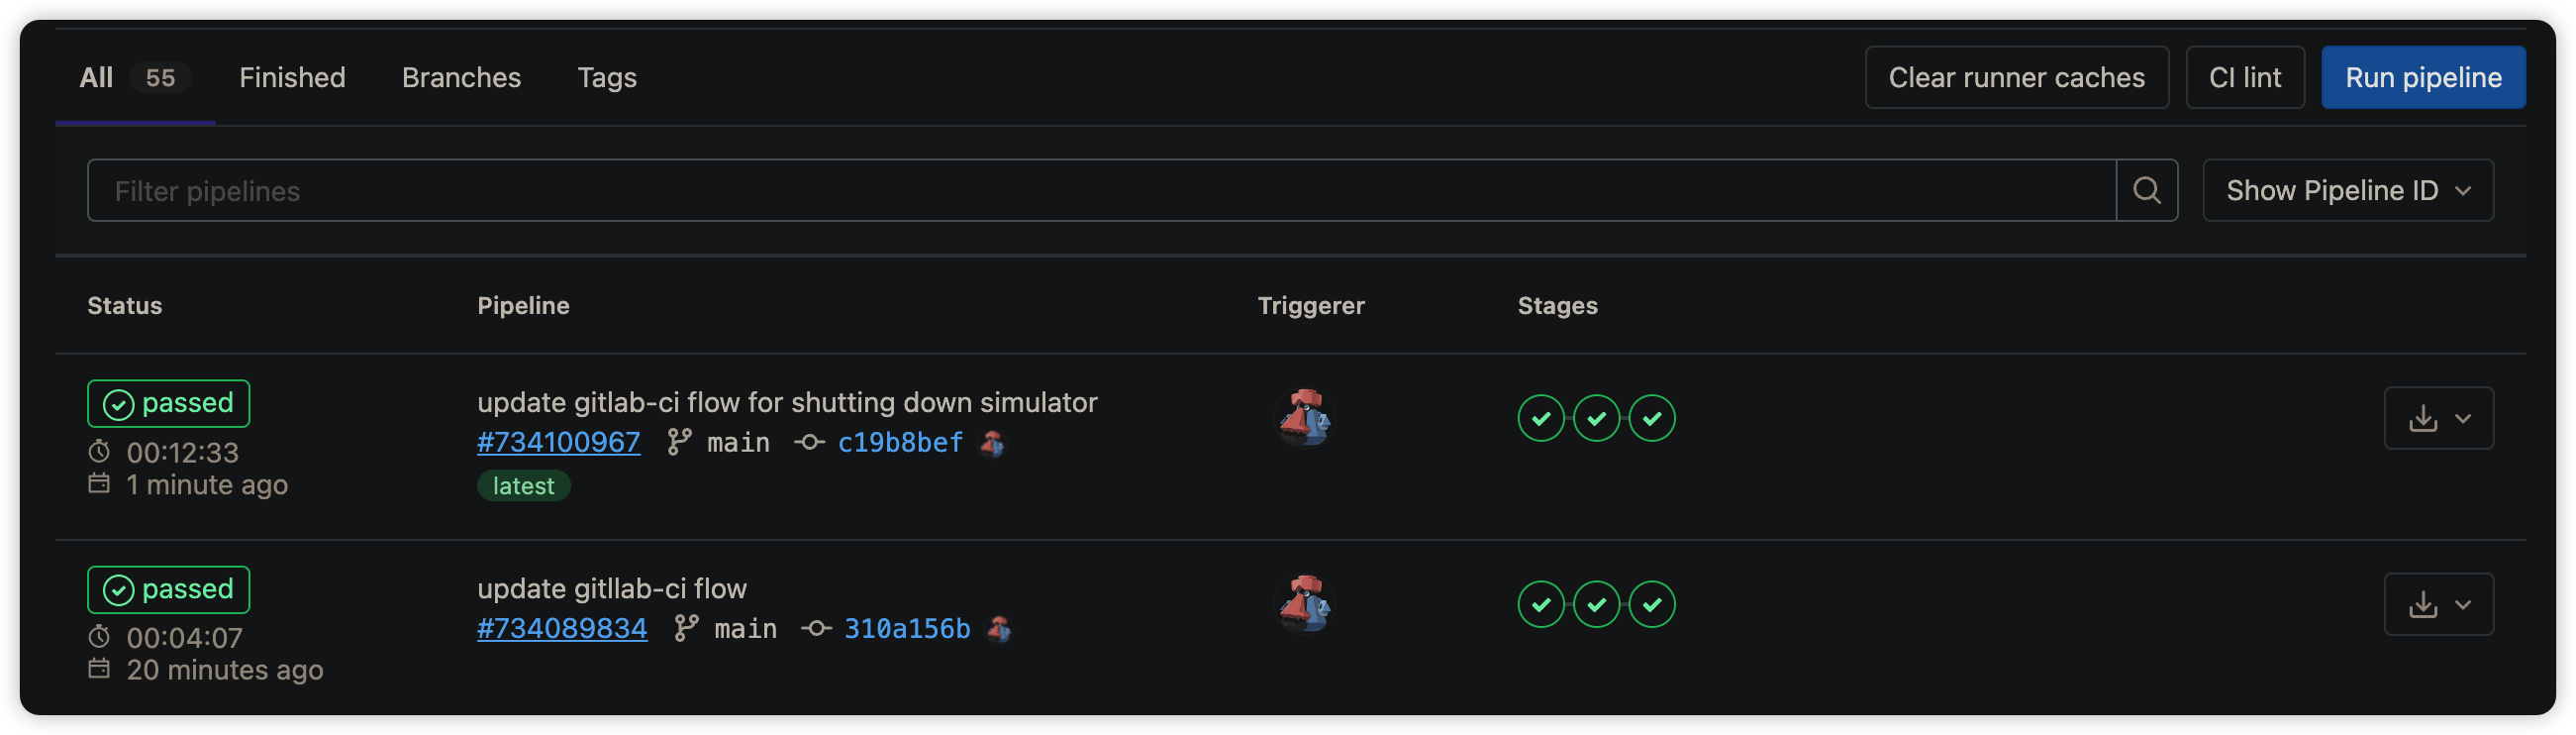 All 55 Finished Branches Tags Clear runner caches CI lint Run pipeline
Filter pipelines Show Pipeline ID
Status Pipeline Triggerer Stages
passed update gitlab-ci flow for shutting down simulator
00:12:33 #734100967 main c19b8bef
1 minute ago latest
passed update gitllab-ci flow
00:04:07 #734089834 main 310a156b
20 minutes ago